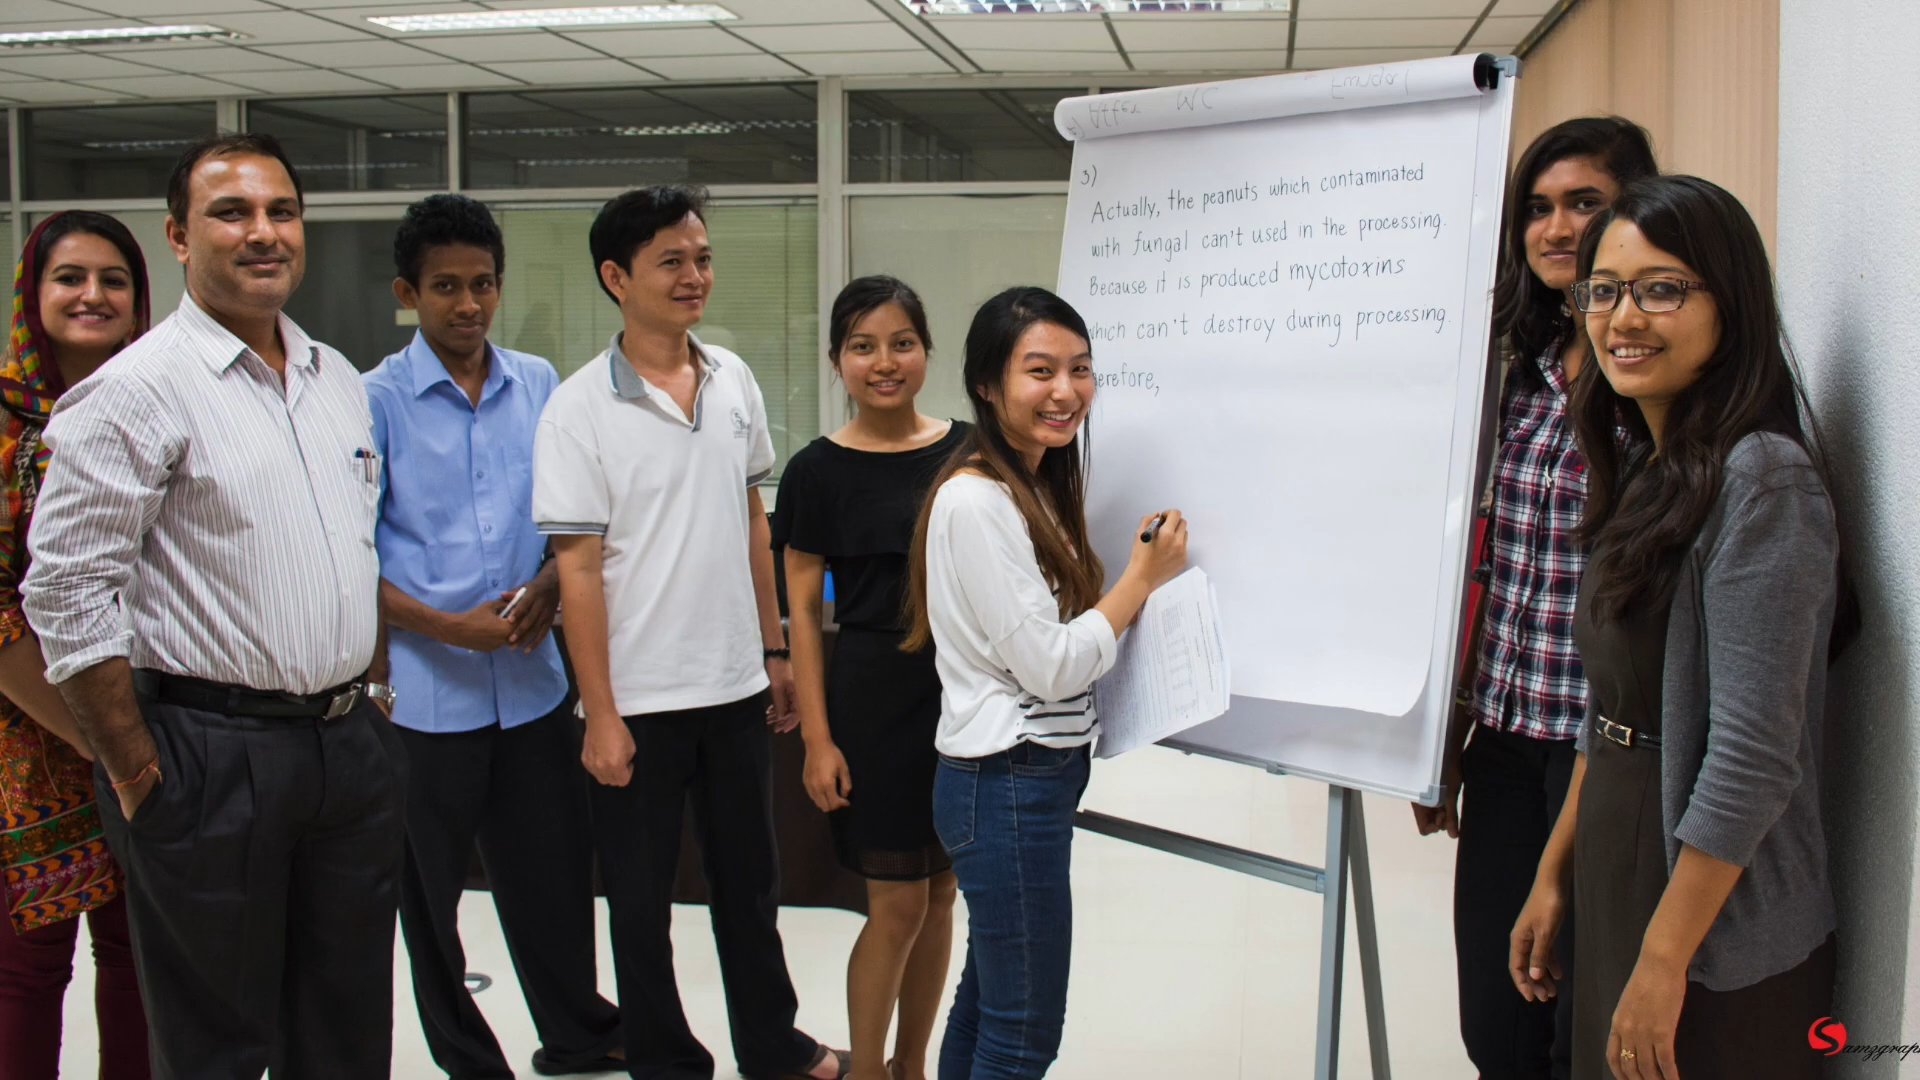 3)
Actually, the peanuts which contaminated
with fungal can't used in the processing.
Because it is produced mycotoxins
which can't destroy during processing.
erefore,